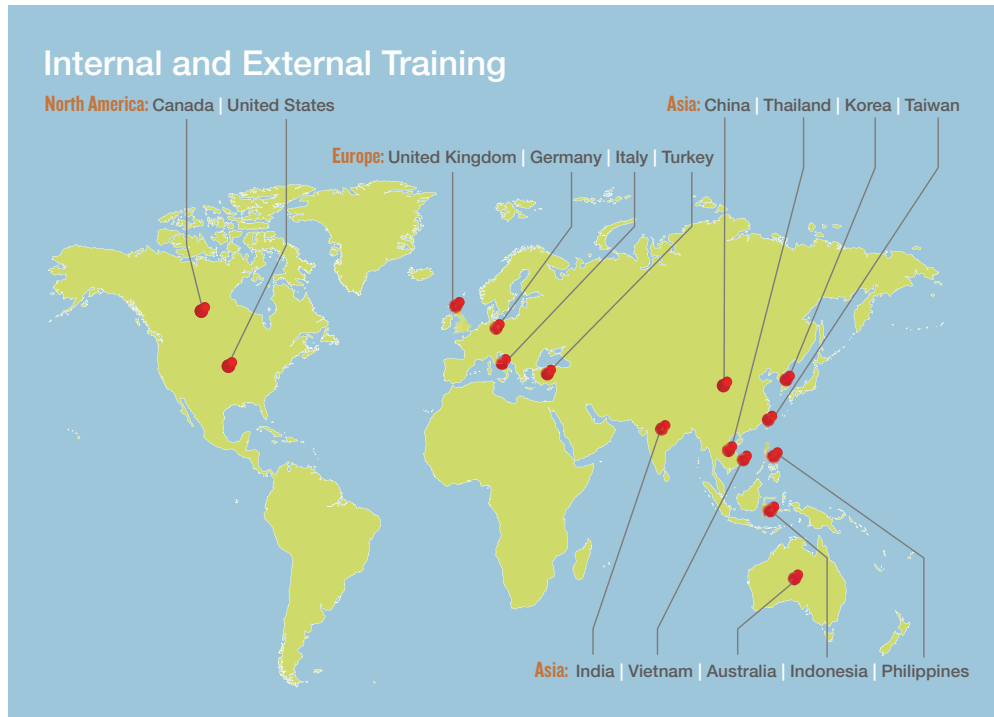 Internal and External Training
North America: Canada | United States
Asia: China | Thailand | Korea | Taiwan
Europe: United Kingdom | Germany | Italy | Turkey
Asia: India | Vietnam | Australia | Indonesia | Philippines